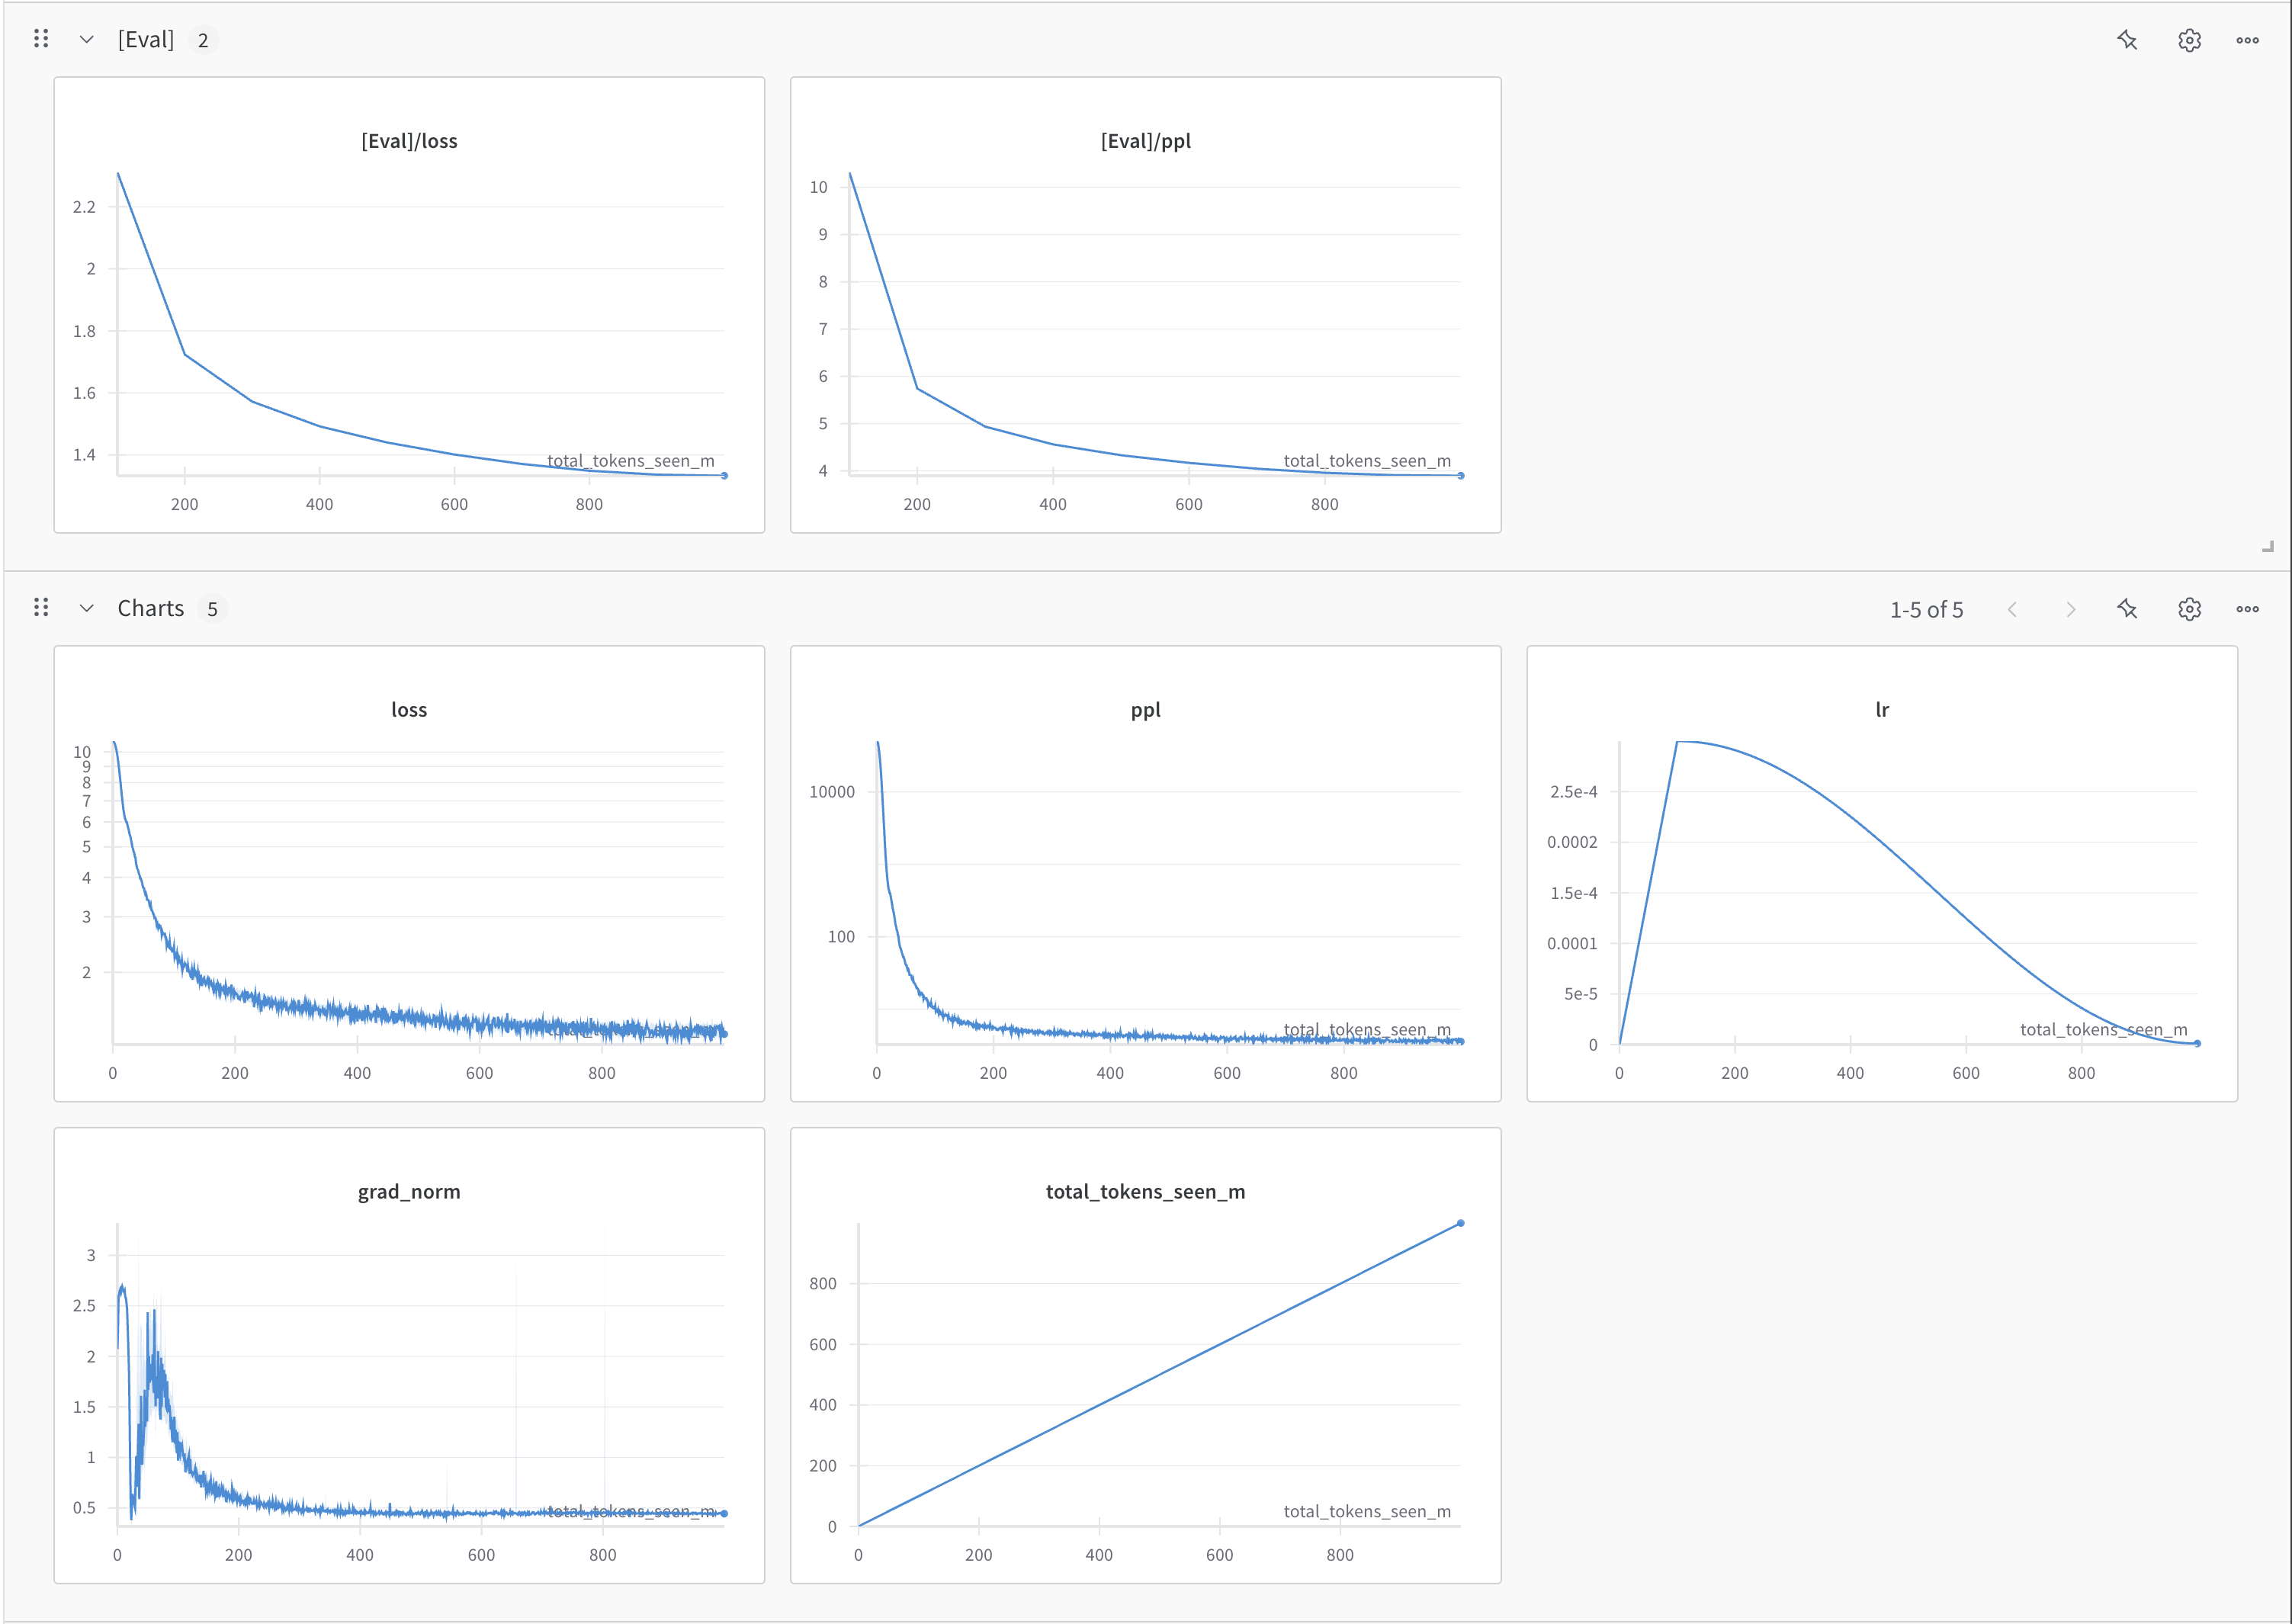 [Eval] 2
[Eval]/loss
2.2
2
1.8
1.6
1.4
total_tokens_seen_m
200 400 600 800
[Eval]/ppl
10
9
8
7
6
5
4
total_tokens_seen_m
200 400 600 800
Charts 5
1-5 of 5
loss
10
9
8
7
6
5
4
3
2
total_tokens_seen_m
0 200 400 600 800
ppl
10000
100
total_tokens_seen_m
0 200 400 600 800
lr
2.5e-4
0.0002
1.5e-4
0.0001
5e-5
0
total_tokens_seen_m
0 200 400 600 800
grad_norm
3
2.5
2
1.5
1
0.5
total_tokens_seen_m
0 200 400 600 800
total_tokens_seen_m
800
600
400
200
0
total_tokens_seen_m
0 200 400 600 800